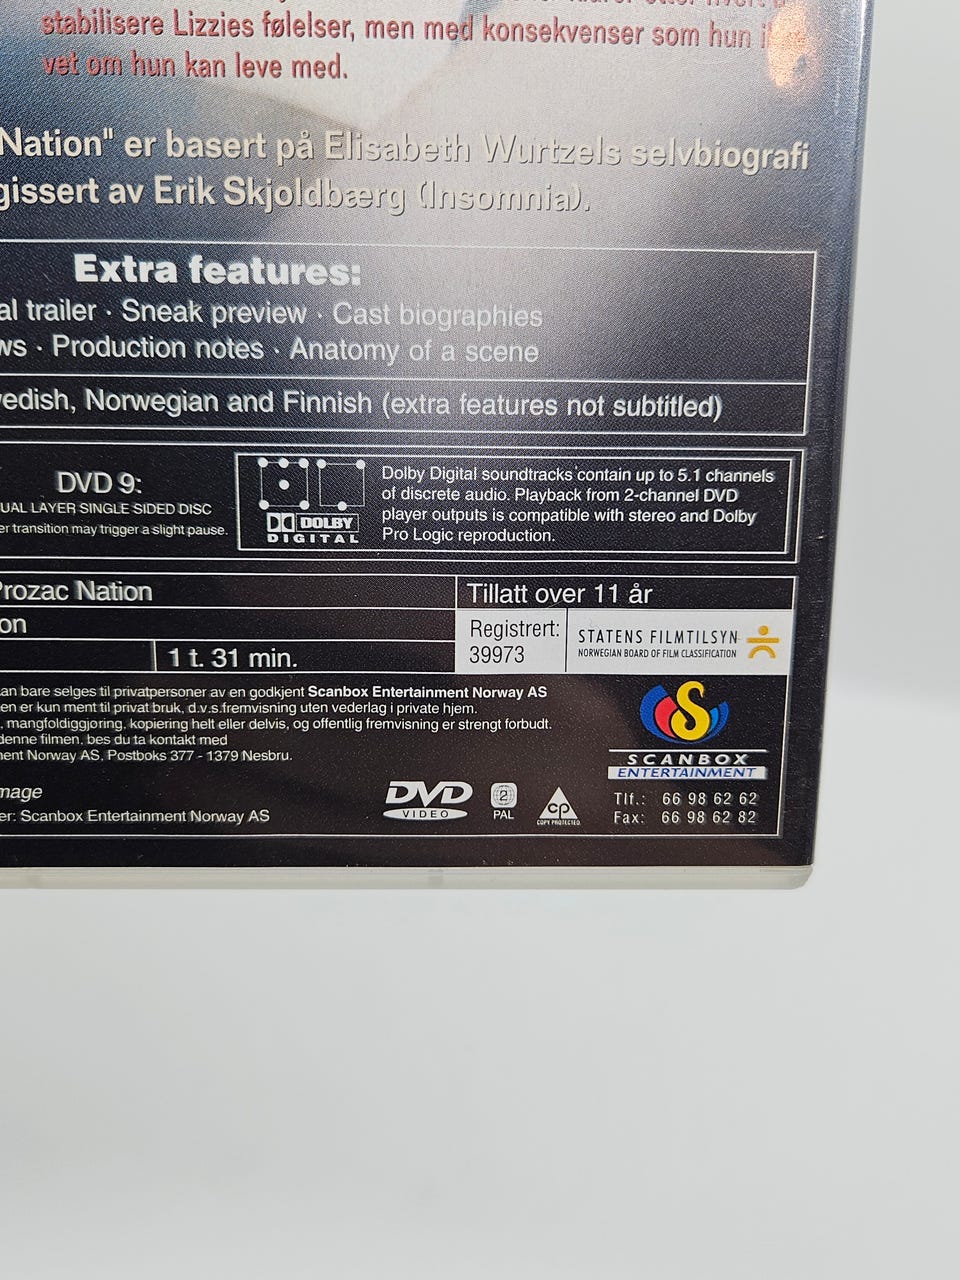 stabilisere Lizzies følelser, men med konsekvenser som hun
vet om hun kan leve med.
Nation" er basert på Elisabeth Wurtzels selvbiografi
gissert av Erik Skjoldbærg (Insomnia).
Extra features:
al trailer · Sneak preview · Cast biographies
ws · Production notes · Anatomy of a scene
edish, Norwegian and Finnish (extra features not subtitled)
DVD 9:
UAL LAYER SINGLE SIDED DISC
er transition may trigger a slight pause.
DOLBY
DIGITAL
Dolby Digital soundtracks contain up to 5.1 channels
of discrete audio. Playback from 2-channel DVD
player outputs is compatible with stereo and Dolby
Pro Logic reproduction.
Prozac Nation
on
1 t. 31 min.
Tillatt over 11 år
Registrert:
39973
STATENS FILMTILSYN
NORWEGIAN BOARD OF FILM CLASSIFICATION
an bare selges til privatpersoner av en godkjent Scanbox Entertainment Norway AS
en er kun ment til privat bruk, d.v.s.fremvisning uten vederlag i private hjem.
, mangfoldiggjøring, kopiering helt eller delvis, og offentlig fremvisning er strengt forbudt.
denne filmen, bes du ta kontakt med
ment Norway AS, Postboks 377 - 1379 Nesbru.
mage
er: Scanbox Entertainment Norway AS
DVD
VIDEO
2
PAL
CP
COPY PROTECTED
S
SCANBOX
ENTERTAINMENT
Tlf.: 66 98 62 62
Fax: 66 98 62 82